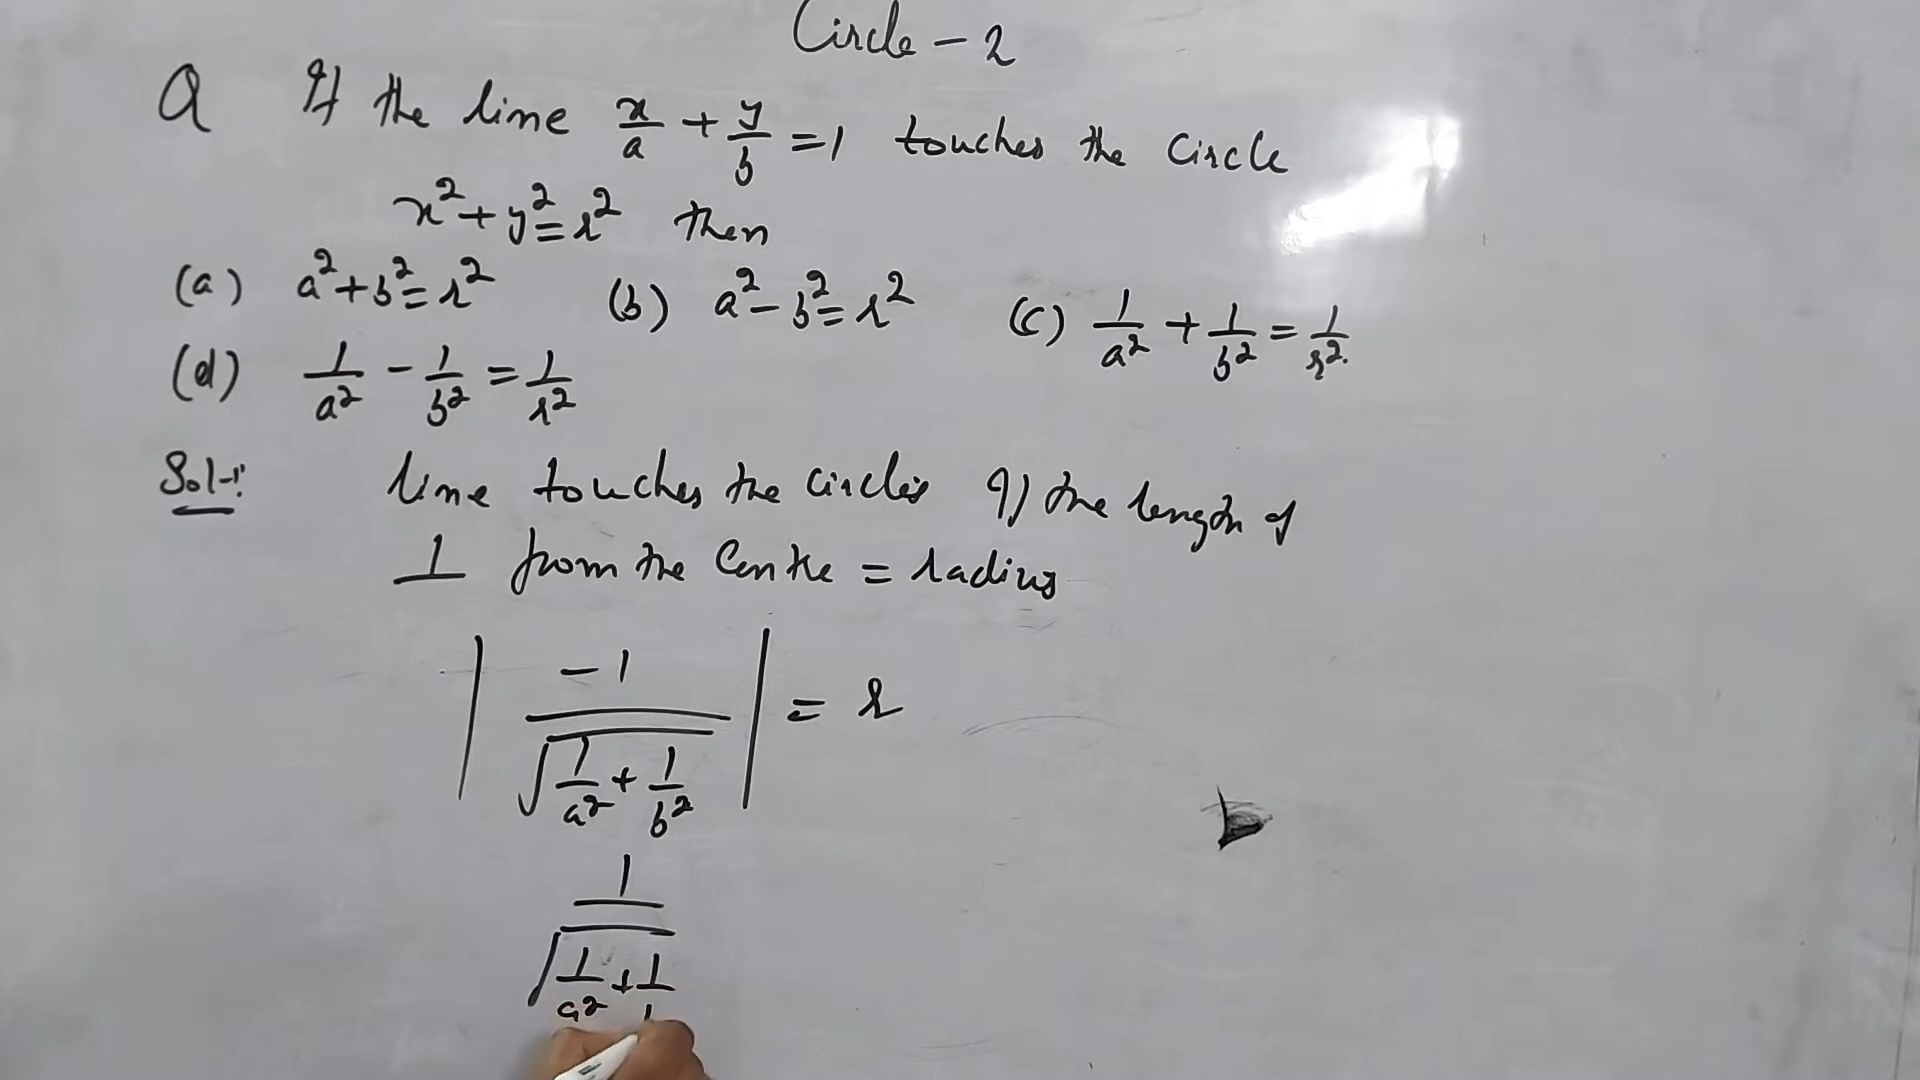 Circle - 2
Q If the line x/a + y/b = 1 touches the circle
x² + y² = r² then
(a) a² + b² = r² (b) a² - b² = r² (c) 1/a² + 1/b² = 1/r².
(d) 1/a² - 1/b² = 1/r²
Sol-: line touches the circle if the length of
⊥ from the Centre = radius
| -1 / √(1/a² + 1/b²) | = r
1 / √(1/a² + 1/